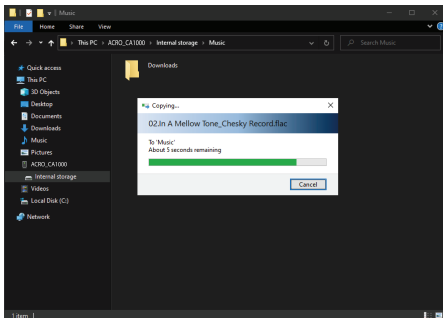 Music
File Home Share View
This PC > ACRO_CA1000 > Internal storage > Music
Search Music
Quick access
This PC
3D Objects
Desktop
Documents
Downloads
Music
Pictures
ACRO_CA1000
Internal storage
Videos
Local Disk (C:)
Network
Downloads
Copying...
02.In A Mellow Tone_Chesky Record.flac
To 'Music'
About 5 seconds remaining
Cancel
1 item